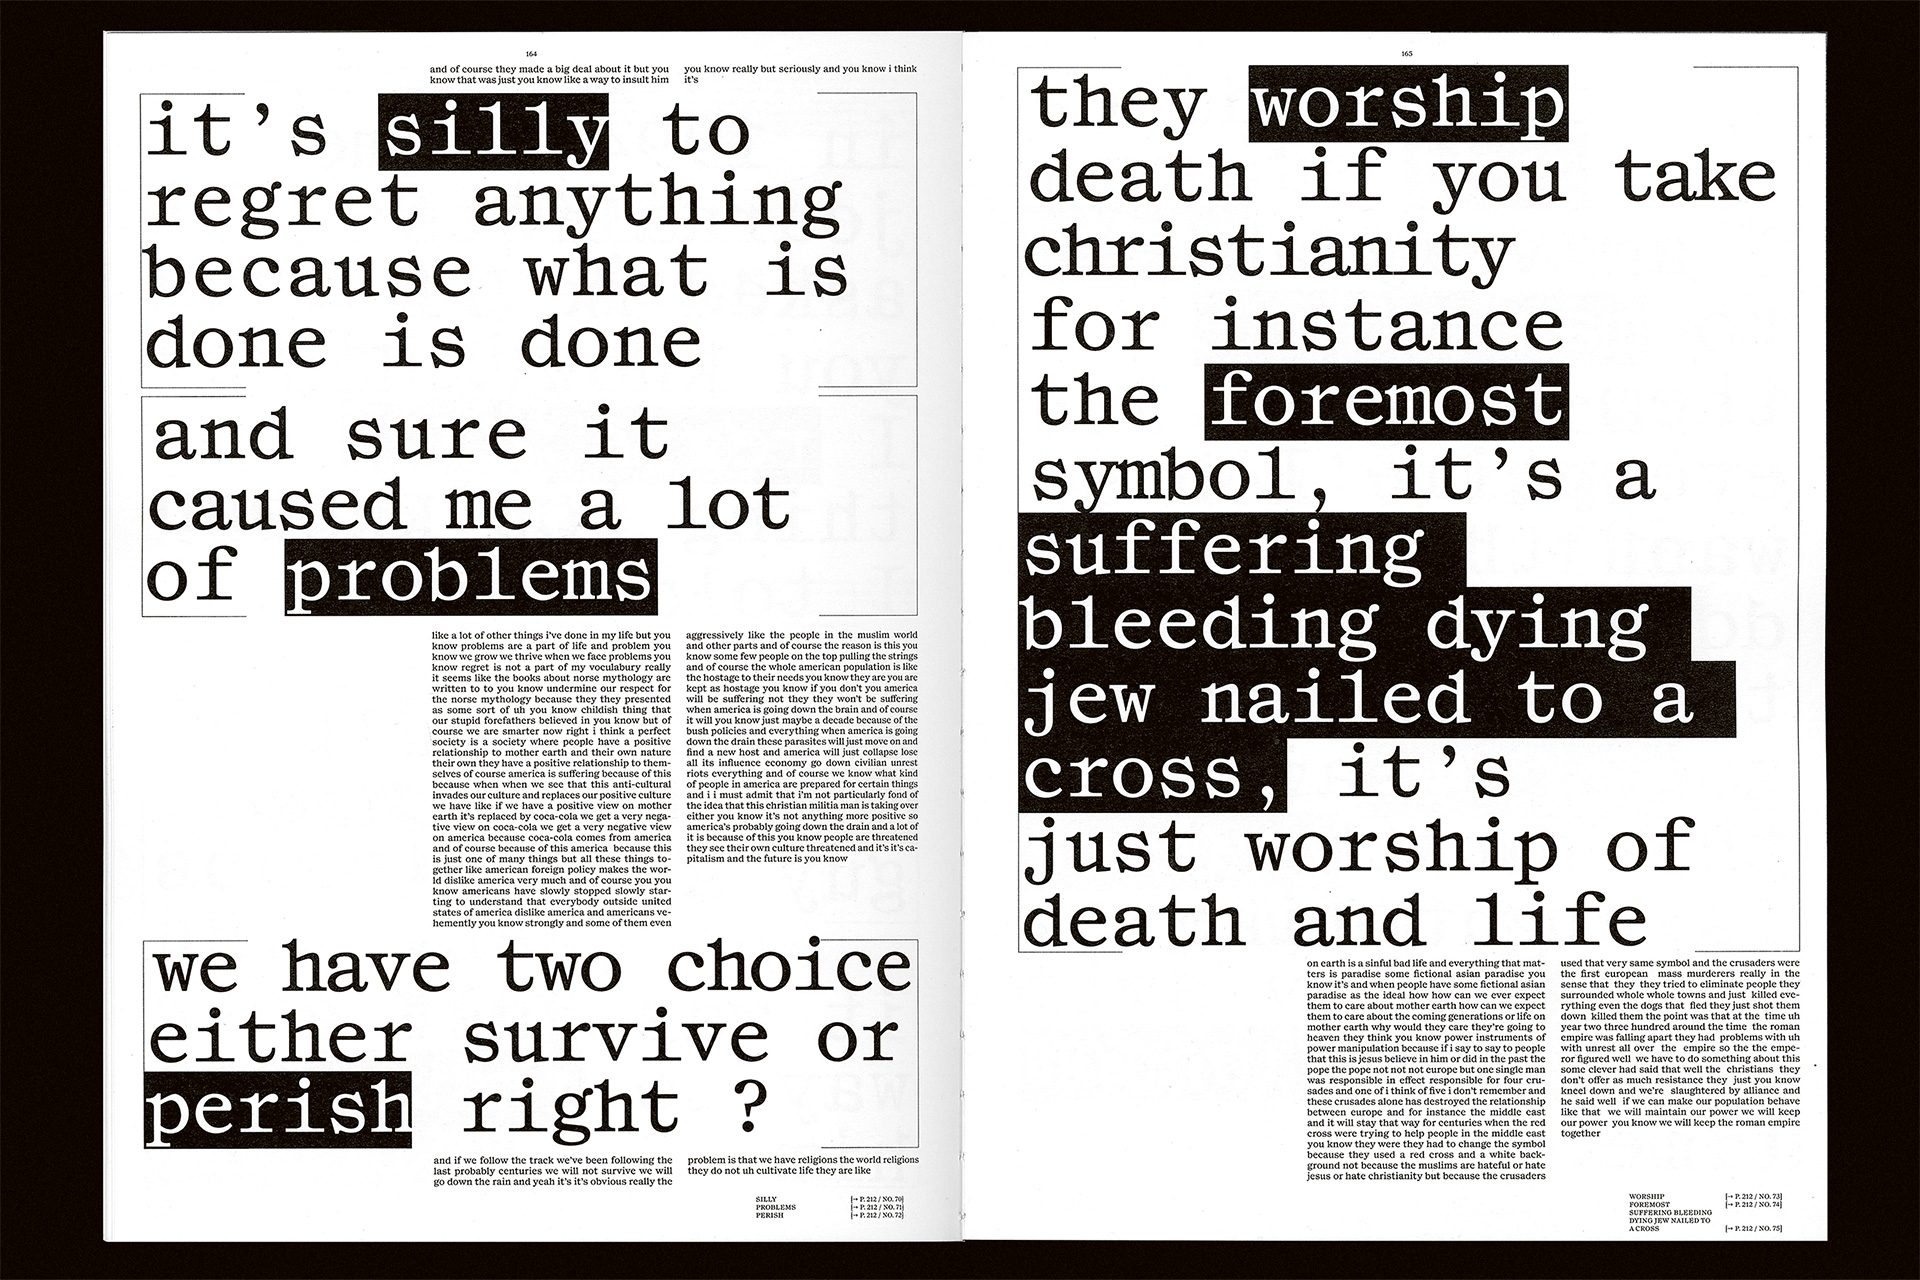 164
and of course they made a big deal about it but you
know that was just you know like a way to insult him
you know really but seriously and you know i think
it's
it's silly to
regret anything
because what is
done is done
and sure it
caused me a lot
of problems
like a lot of other things i've done in my life but you
know problems are a part of life and problem you
know we grow we thrive when we face problems you
know regret is not a part of my voculabury really
it seems like the books about norse mythology are
written to to you know undermine our respect for
the norse mythology because they they presented
as some sort of uh you know childish thing that
our stupid forefathers believed in you know but of
course we are smarter now right i think a perfect
society is a society where people have a positive
relationship to mother earth and their own nature
their own they have a positive relationship to them-
selves of course america is suffering because of this
because when when we see that this anti-cultural
invades our culture and replaces our positive culture
we have like if we have a positive view on mother
earth it's replaced by coca-cola we get a very nega-
tive view on coca-cola we get a very negative view
on america because coca-cola comes from america
and of course because of this america because this
is just one of many things but all these things to-
gether like american foreign policy makes the wor-
ld dislike america very much and of course you you
know americans have slowly stopped slowly star-
ting to understand that everybody outside united
states of america dislike america and americans ve-
hemently you know strongly and some of them even
aggressively like the people in the muslim world
and other parts and of course the reason is this you
know some few people on the top pulling the strings
and of course the whole american population is like
the hostage to their needs you know they are you are
kept as hostage you know if you don't you america
will be suffering not they they won't be suffering
when america is going down the brain and of course
it will you know just maybe a decade because of the
bush policies and everything when america is going
down the drain these parasites will just move on and
find a new host and america will just collapse lose
all its influence economy go down civilian unrest
riots everything and of course we know what kind
of people in america are prepared for certain things
and i i must admit that i'm not particularly fond of
the idea that this christian militia man is taking over
either you know it's not anything more positive so
america's probably going down the drain and a lot of
it is because of this you know people are threatened
they see their own culture threatened and it's it's ca-
pitalism and the future is you know
we have two choice
either survive or
perish right ?
and if we follow the track we've been following the
last probably centuries we will not survive we will
go down the rain and yeah it's it's obvious really the
problem is that we have religions the world religions
they do not uh cultivate life they are like
SILLY [→ P. 212 / NO. 70]
PROBLEMS [→ P. 212 / NO. 71]
PERISH [→ P. 212 / NO. 72]
165
they worship
death if you take
christianity
for instance
the foremost
symbol, it's a
suffering
bleeding dying
jew nailed to a
cross, it's
just worship of
death and life
on earth is a sinful bad life and everything that mat-
ters is paradise some fictional asian paradise you
know it's and when people have some fictional asian
paradise as the ideal how how can we ever expect
them to care about mother earth how can we expect
them to care about the coming generations or life on
mother earth why would they care they're going to
heaven they think you know power instruments of
power manipulation because if i say to say to people
that this is jesus believe in him or did in the past the
pope the pope not not not europe but one single man
was responsible in effect responsible for four cru-
sades and one of i think of five i don't remember and
these crusades alone has destroyed the relationship
between europe and for instance the middle east
and it will stay that way for centuries when the red
cross were trying to help people in the middle east
you know they were they had to change the symbol
because they used a red cross and a white back-
ground not because the muslims are hateful or hate
jesus or hate christianity but because the crusaders
used that very same symbol and the crusaders were
the first european mass murderers really in the
sense that they they tried to eliminate people they
surrounded whole whole towns and just killed eve-
rything even the dogs that fled they just shot them
down killed them the point was that at the time uh
year two three hundred around the time the roman
empire was falling apart they had problems with uh
with unrest all over the empire so the the empe-
ror figured well we have to do something about this
some clever had said that well the christians they
don't offer as much resistance they just you know
kneel down and we're slaughtered by alliance and
he said well if we can make our population behave
like that we will maintain our power we will keep
our power you know we will keep the roman empire
together
WORSHIP [→ P. 212 / NO. 73]
FOREMOST [→ P. 212 / NO. 74]
SUFFERING BLEEDING
DYING JEW NAILED TO
A CROSS [→ P. 212 / NO. 75]